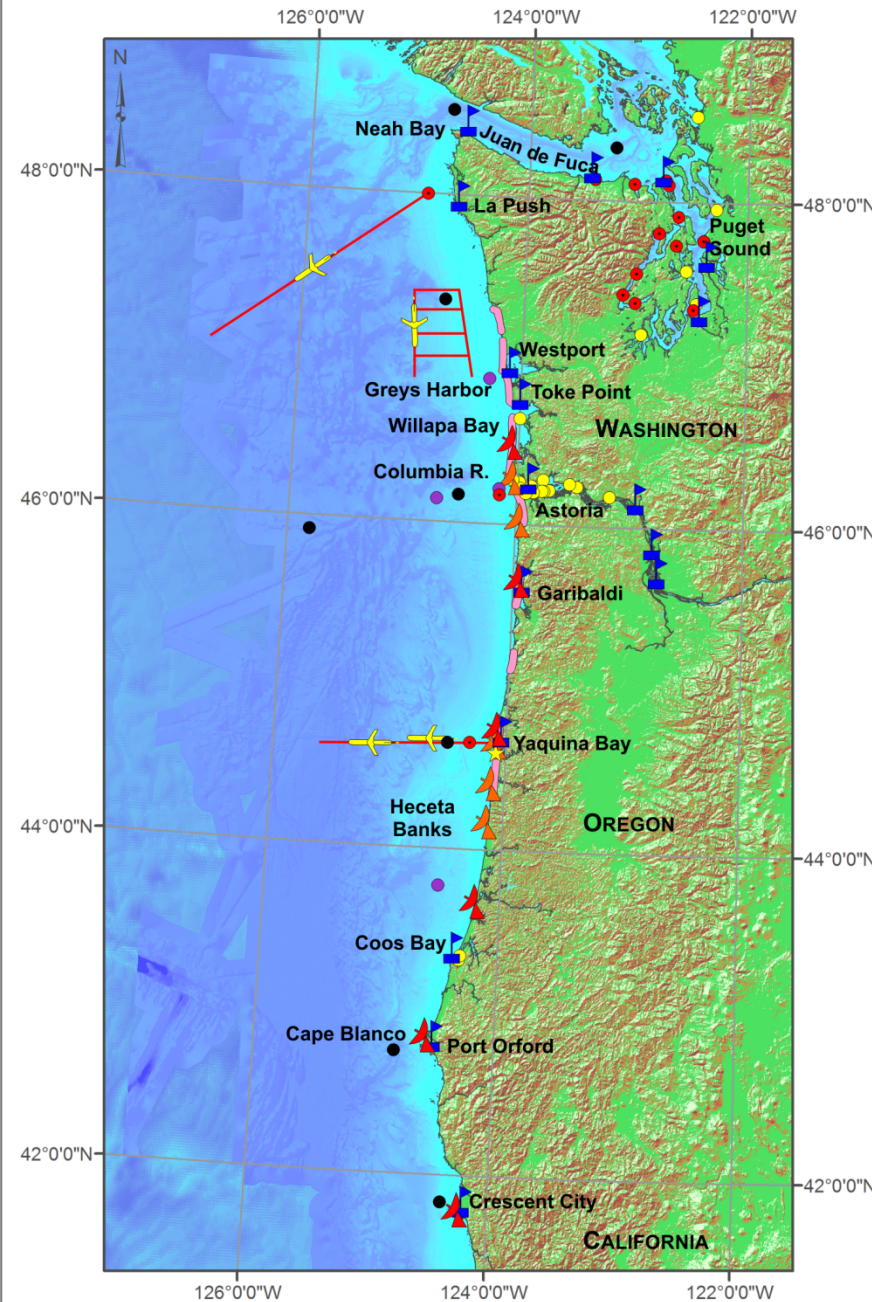 126°0'0"W
124°0'0"W
122°0'0"W
N
Neah Bay
Juan de Fuca
48°0'0"N
48°0'0"N
La Push
Puget
Sound
Westport
Greys Harbor
Toke Point
Willapa Bay
WASHINGTON
Columbia R.
46°0'0"N
Astoria
46°0'0"N
Garibaldi
Yaquina Bay
Heceta
Banks
OREGON
44°0'0"N
44°0'0"N
Coos Bay
Cape Blanco
Port Orford
42°0'0"N
42°0'0"N
Crescent City
CALIFORNIA
126°0'0"W
124°0'0"W
122°0'0"W